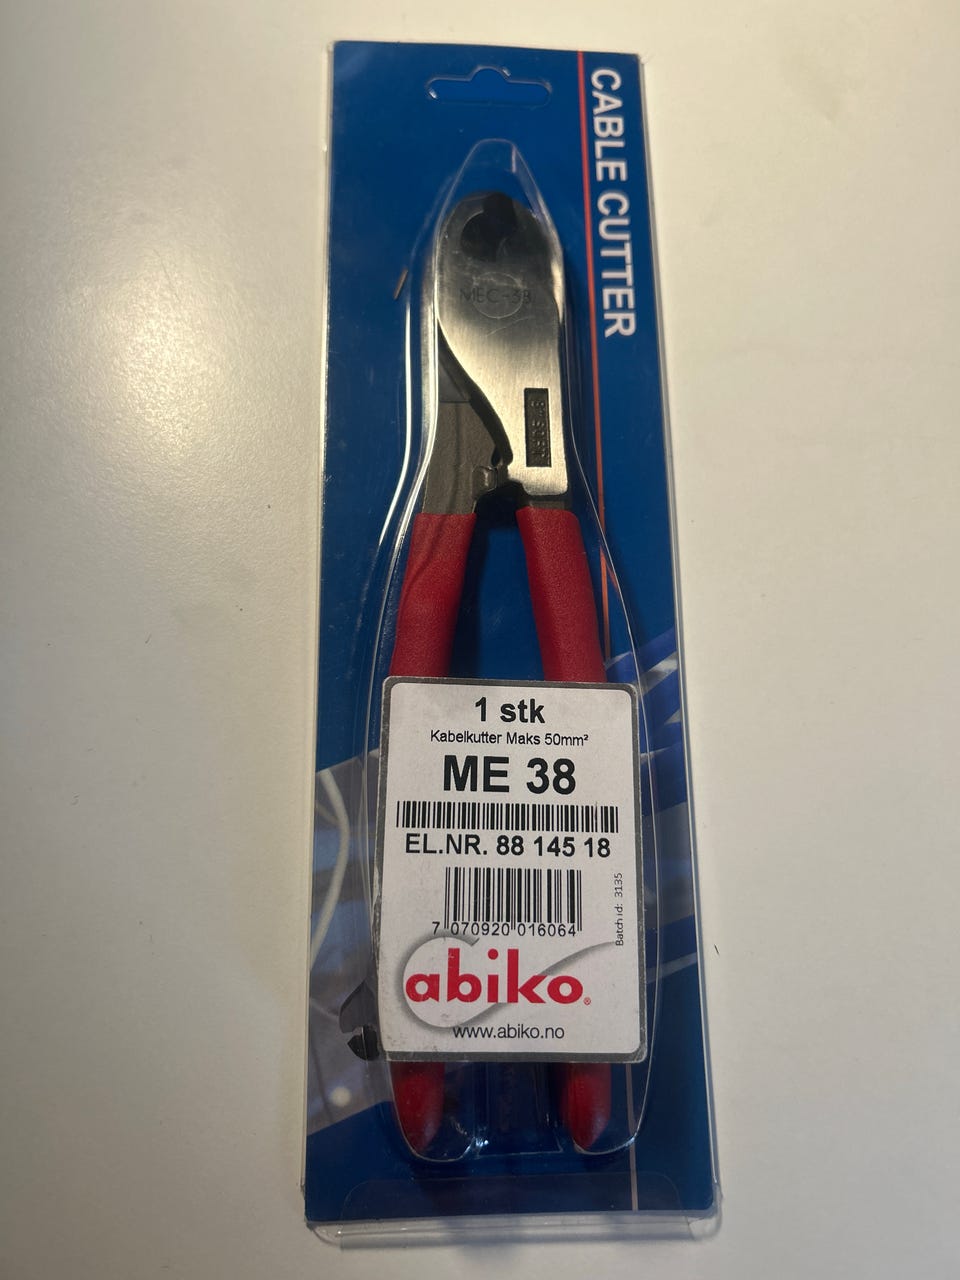 CABLE CUTTER
MEC-38
1 stk
Kabelkutter Maks 50mm²
ME 38
EL.NR. 88 145 18
7 070920 016064
Batch id: 3135
abiko®
www.abiko.no